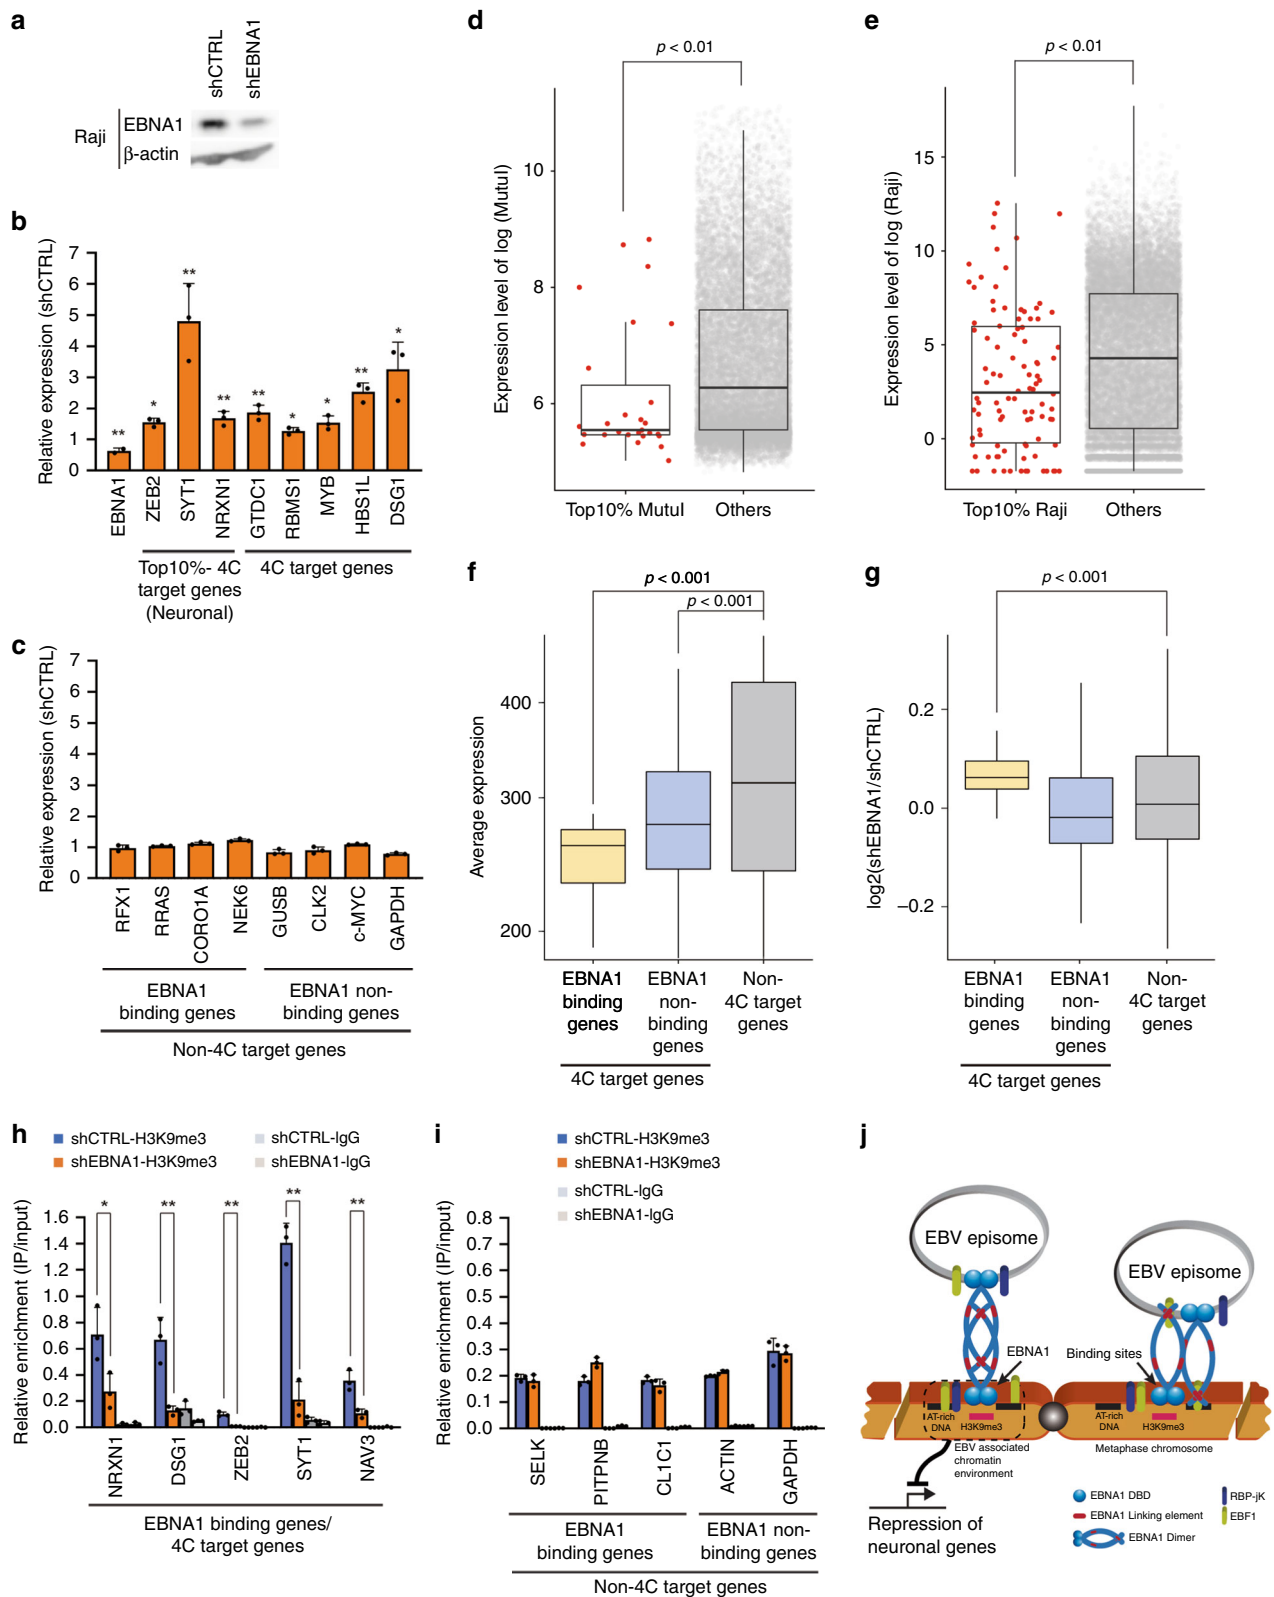 a
shCTRL
shEBNA1
Raji
EBNA1
β-actin
b
Relative expression (shCTRL)
7
6
5
4
3
2
1
0
**
*
**
**
**
*
*
**
*
EBNA1
ZEB2
SYT1
NRXN1
GTDC1
RBMS1
MYB
HBS1L
DSG1
Top10%- 4C
target genes
(Neuronal)
4C target genes
c
Relative expression (shCTRL)
7
6
5
4
3
2
1
0
RFX1
RRAS
CORO1A
NEK6
GUSB
CLK2
c-MYC
GAPDH
EBNA1
binding genes
EBNA1 non-
binding genes
Non-4C target genes
d
p < 0.01
Expression level of log (MutuI)
10
8
6
Top10% MutuI
Others
e
p < 0.01
Expression level of log (Raji)
15
10
5
0
Top10% Raji
Others
f
p < 0.001
p < 0.001
Average expression
400
300
200
EBNA1
binding
genes
EBNA1
non-
binding
genes
Non-
4C target
genes
4C target genes
g
p < 0.001
log2(shEBNA1/shCTRL)
0.2
0.0
−0.2
EBNA1
binding
genes
EBNA1
non-
binding
genes
Non-
4C target
genes
4C target genes
h
shCTRL-H3K9me3
shEBNA1-H3K9me3
shCTRL-IgG
shEBNA1-IgG
Relative enrichment (IP/input)
1.6
1.4
1.2
1.0
0.8
0.6
0.4
0.2
0.0
*
**
**
**
**
NRXN1
DSG1
ZEB2
SYT1
NAV3
EBNA1 binding genes/
4C target genes
i
shCTRL-H3K9me3
shEBNA1-H3K9me3
shCTRL-IgG
shEBNA1-IgG
Relative enrichment (IP/input)
0.8
0.7
0.6
0.5
0.4
0.3
0.2
0.1
0.0
SELK
PITPNB
CL1C1
ACTIN
GAPDH
EBNA1
binding genes
EBNA1 non-
binding genes
Non-4C target genes
j
EBV episome
EBV episome
EBNA1
Binding sites
AT-rich
DNA
H3K9me3
AT-rich
DNA
H3K9me3
EBV associated
chromatin
environment
Metaphase chromosome
Repression of
neuronal genes
EBNA1 DBD
EBNA1 Linking element
EBNA1 Dimer
RBP-jK
EBF1